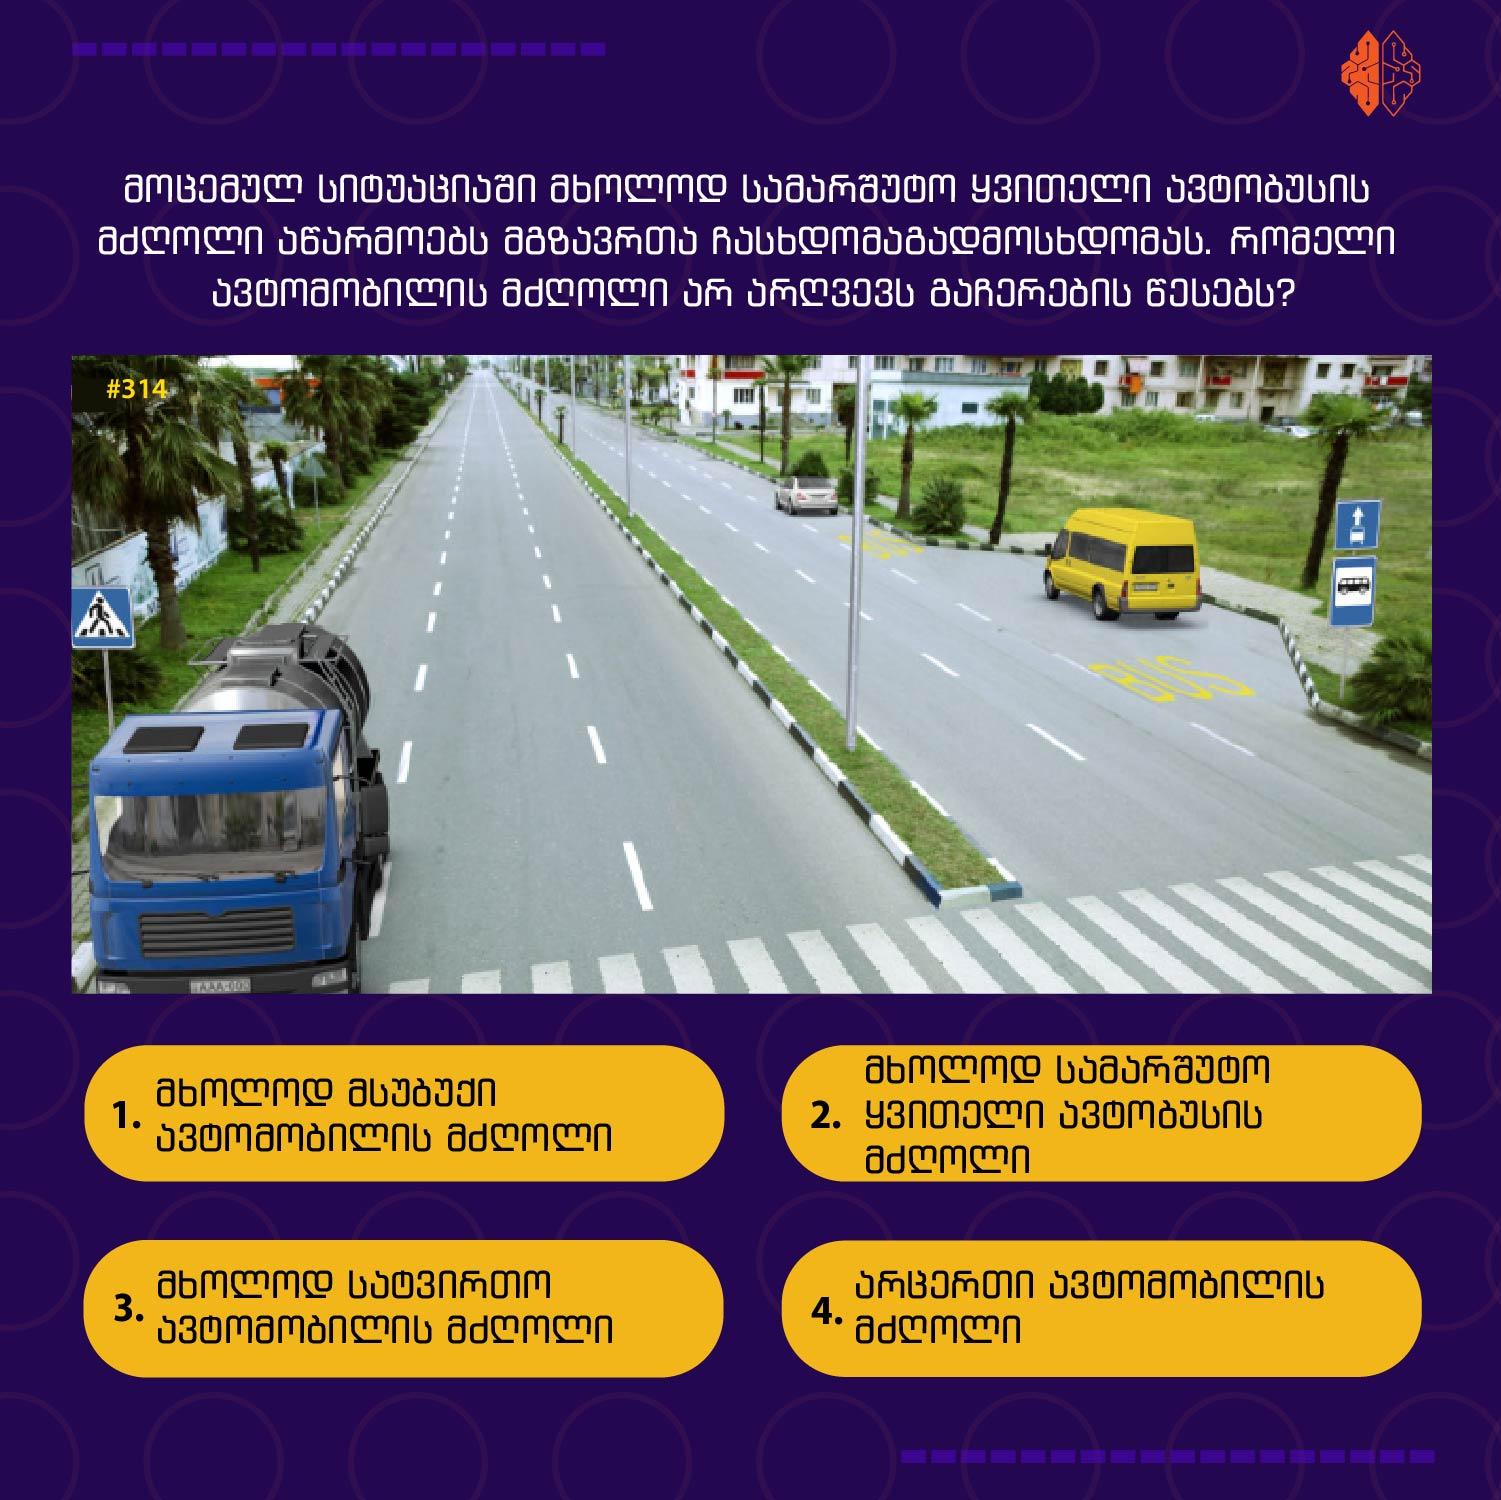 მოცემულ სიტუაციაში მხოლოდ სამარშუტო ყვითელი ავტობუსის
მძღოლი აწარმოებს მგზავრთა ჩასხდომაგადმოსხდომას. რომელი
ავტომობილის მძღოლი არ არღვევს გაჩერების წესებს?
#314
BUS
BUS
AAA-000
1. მხოლოდ მსუბუქი
ავტომობილის მძღოლი
2. მხოლოდ სამარშუტო
ყვითელი ავტობუსის
მძღოლი
3. მხოლოდ სატვირთო
ავტომობილის მძღოლი
4. არცერთი ავტომობილის
მძღოლი